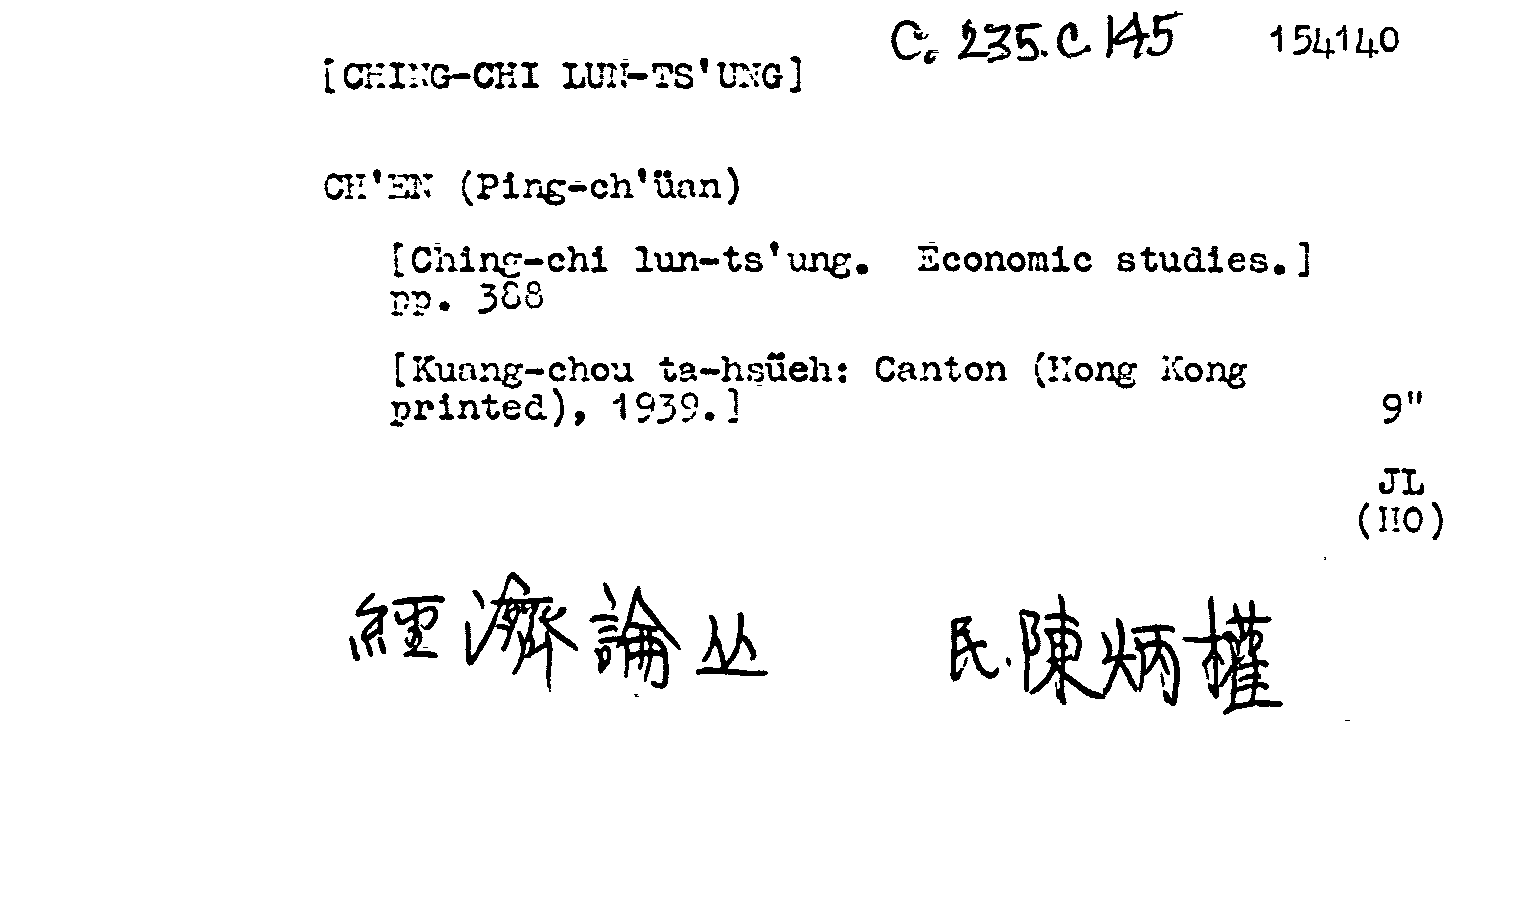 C. 235.c.145 154140
[CHING-CHI LUN-TS'UNG]
CH'EN (Ping-ch'üan)
[Ching-chi lun-ts'ung. Economic studies.]
pp. 388
[Kuang-chou ta-hsüeh: Canton (Hong Kong
printed), 1939.] 9"
JL
(HO)
經濟論丛 民.陳炳權